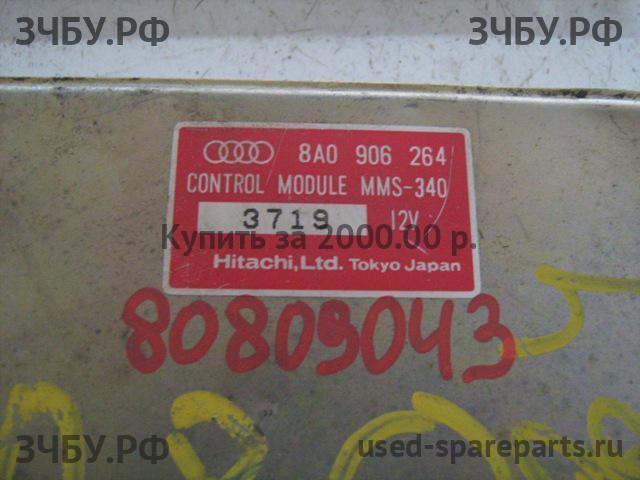 ЗЧБУ.РФ ЗЧБУ.РФ
8A0 906 264
CONTROL MODULE MMS-340
3719 12V
Купить за 2000.00 р.
Hitachi,Ltd. Tokyo Japan
80809043
ЗЧБУ.РФ used-spareparts.ru